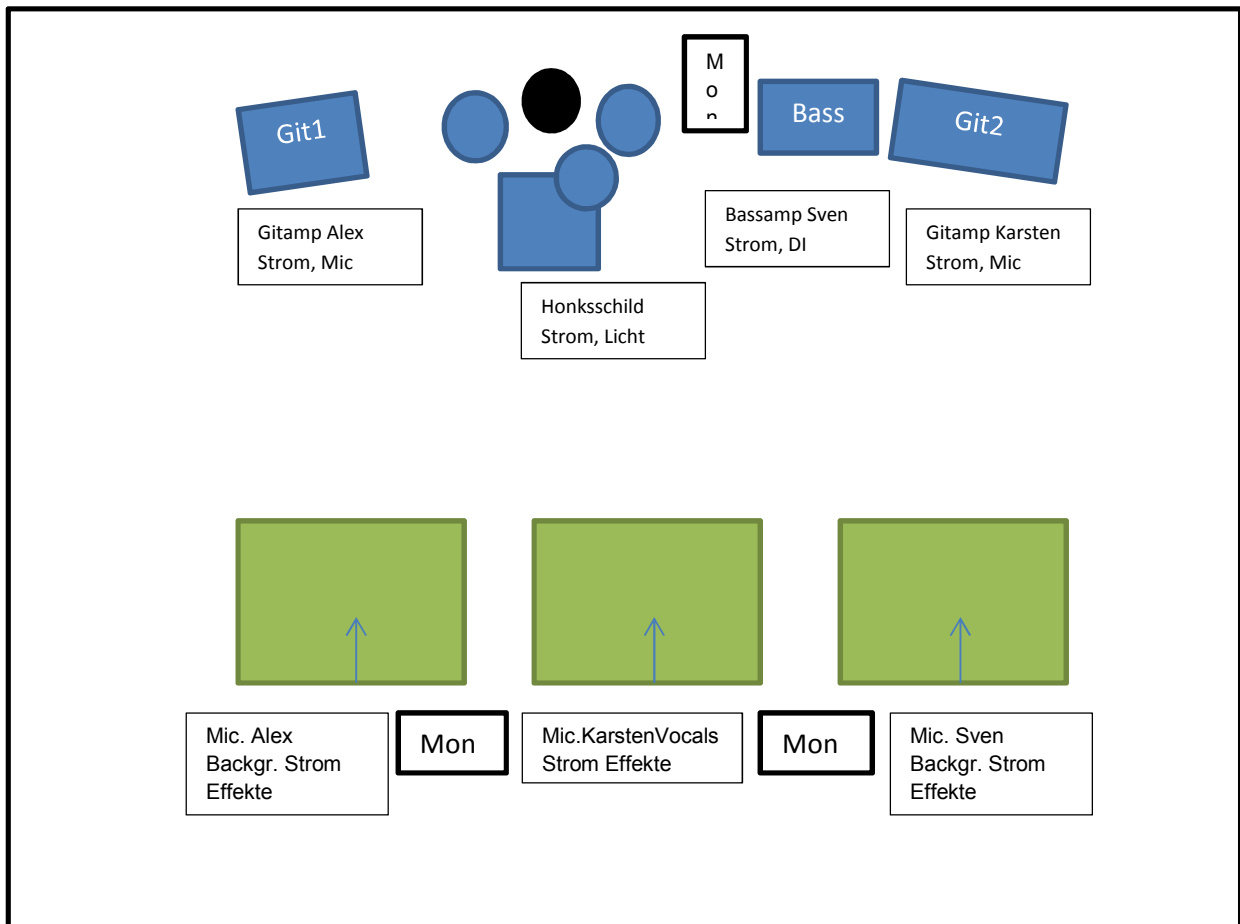 Git1
M
o
n
Bass
Git2
Gitamp Alex
Strom, Mic
Honksschild
Strom, Licht
Bassamp Sven
Strom, DI
Gitamp Karsten
Strom, Mic
Mic. Alex
Backgr. Strom
Effekte
Mon
Mic.KarstenVocals
Strom Effekte
Mon
Mic. Sven
Backgr. Strom
Effekte